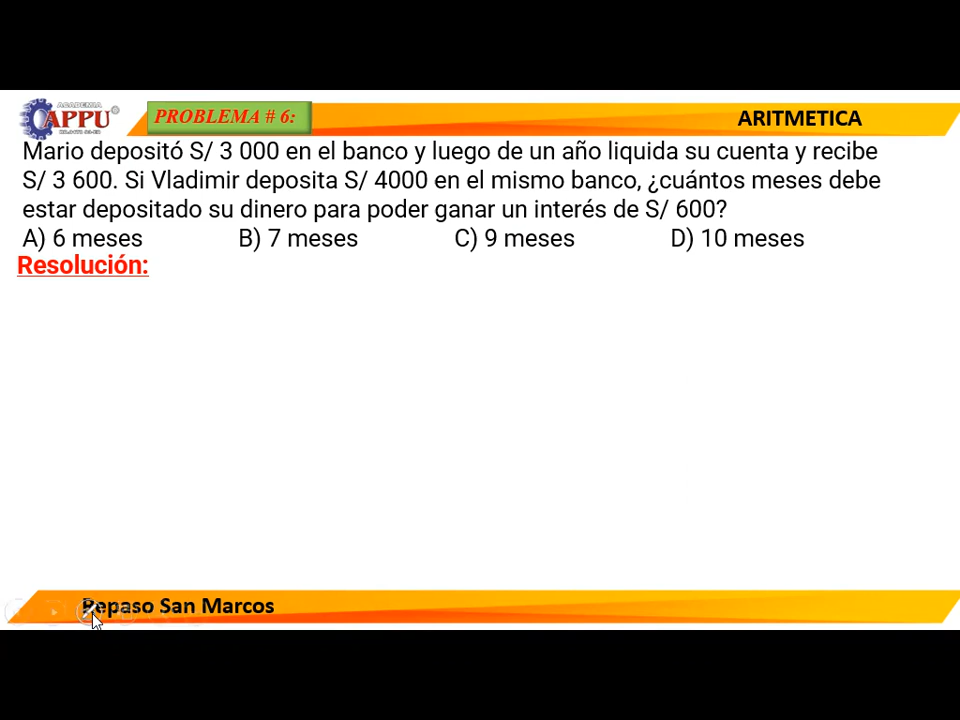 ACADEMIA
APPU
PROBLEMA # 6:
ARITMETICA
Mario depositó S/ 3 000 en el banco y luego de un año liquida su cuenta y recibe
S/ 3 600. Si Vladimir deposita S/ 4000 en el mismo banco, ¿cuántos meses debe
estar depositado su dinero para poder ganar un interés de S/ 600?
A) 6 meses B) 7 meses C) 9 meses D) 10 meses
Resolución:
Repaso San Marcos